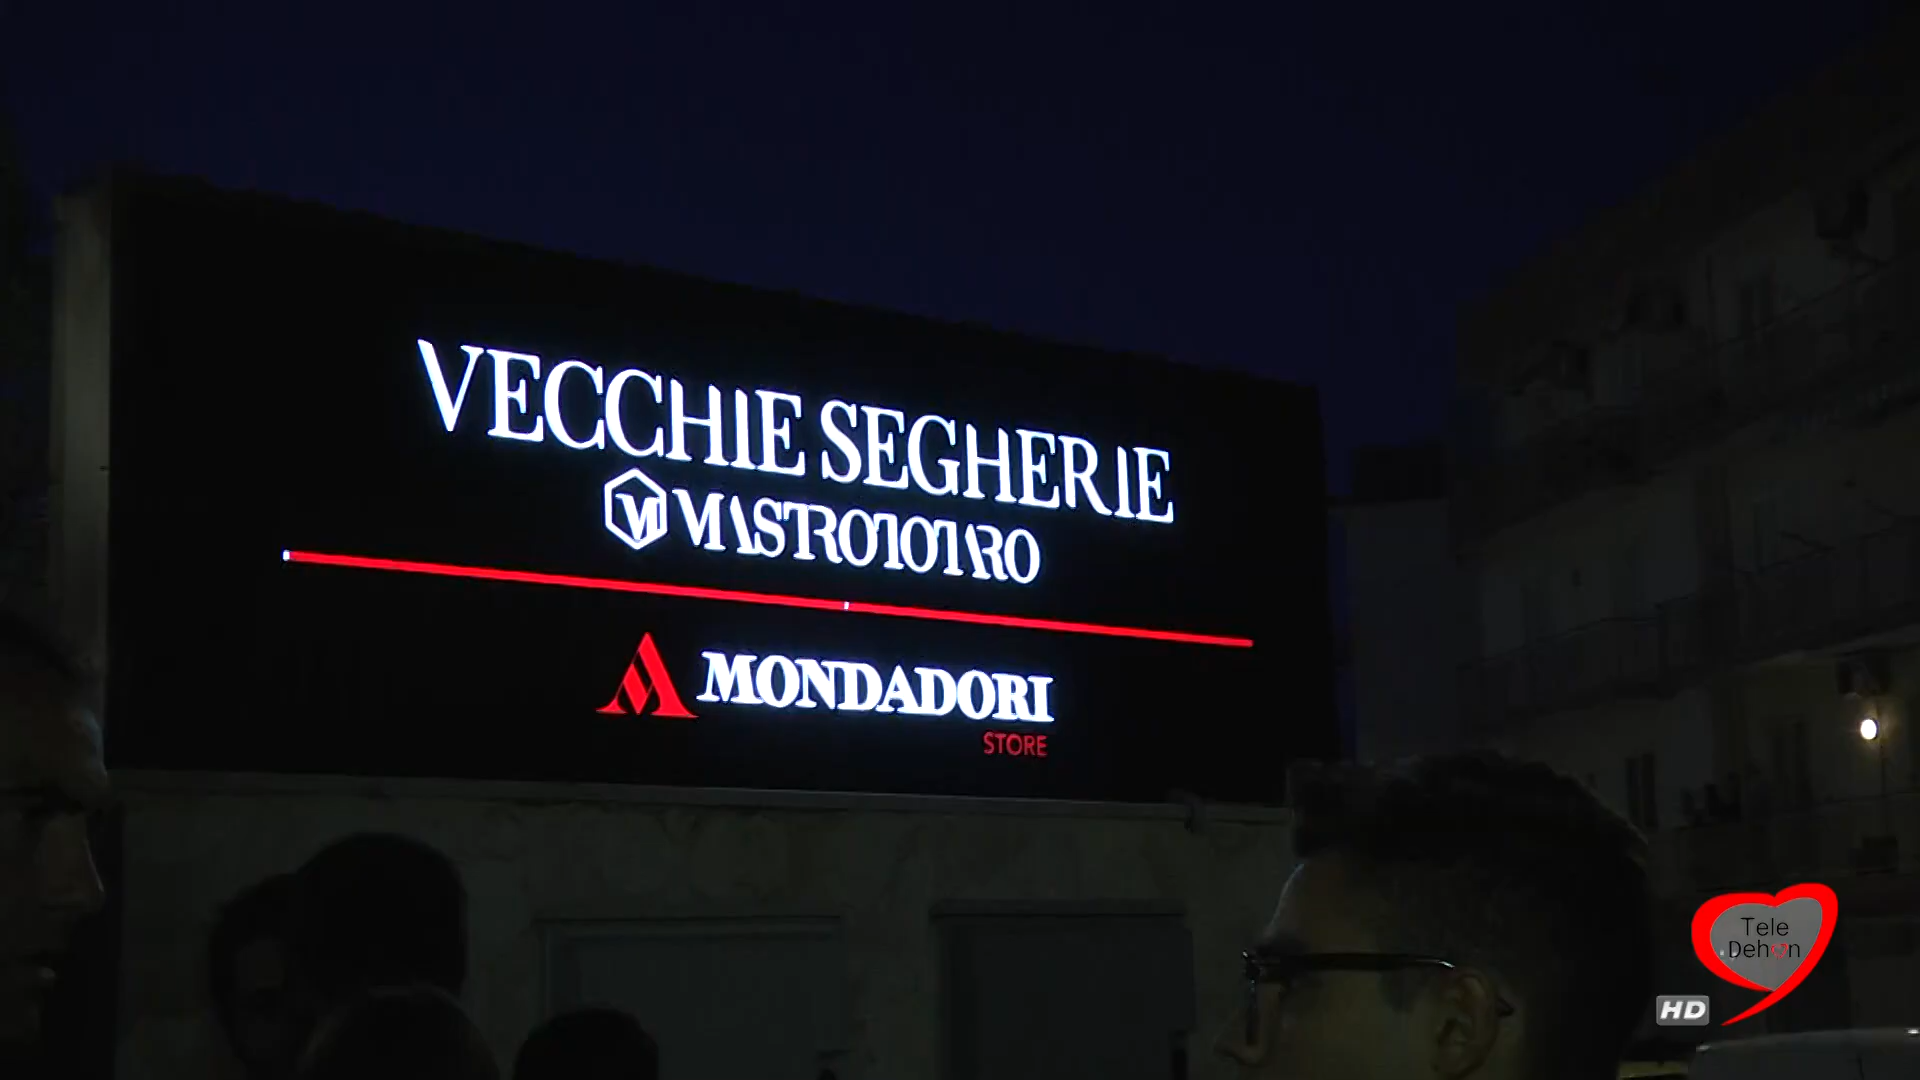 VECCHIE SEGHERIE
MASTROTOTARO
MONDADORI
STORE
Tele
Dehon
HD